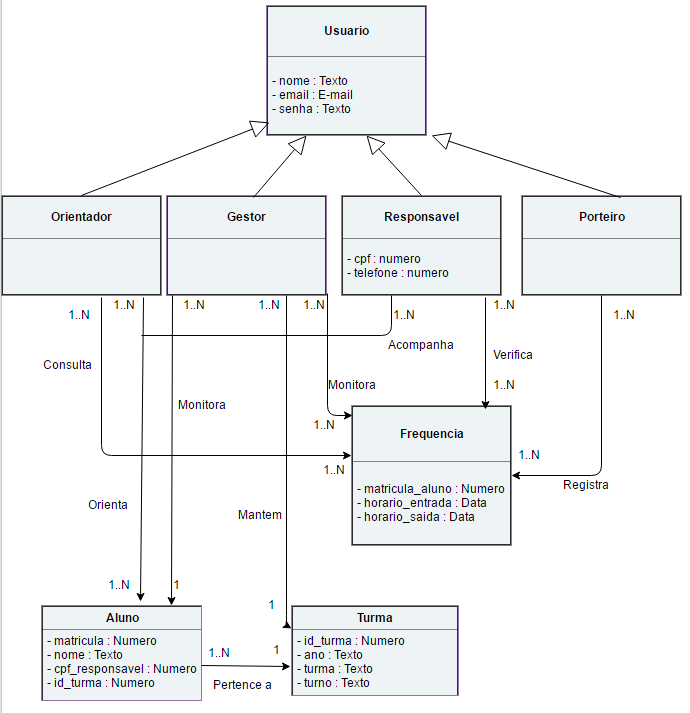 Usuario
- nome : Texto
- email : E-mail
- senha : Texto
Orientador
Gestor
Responsavel
- cpf : numero
- telefone : numero
Porteiro
1..N
1..N
1..N
1..N
1..N
1..N
1..N
1..N
Acompanha
Consulta
Verifica
Monitora
1..N
Monitora
1..N
Frequencia
- matricula_aluno : Numero
- horario_entrada : Data
- horario_saida : Data
1..N
1..N
Registra
Orienta
Mantem
1..N
1
1
Aluno
- matricula : Numero
- nome : Texto
- cpf_responsavel : Numero
- id_turma : Numero
1..N
1
Pertence a
Turma
- id_turma : Numero
- ano : Texto
- turma : Texto
- turno : Texto